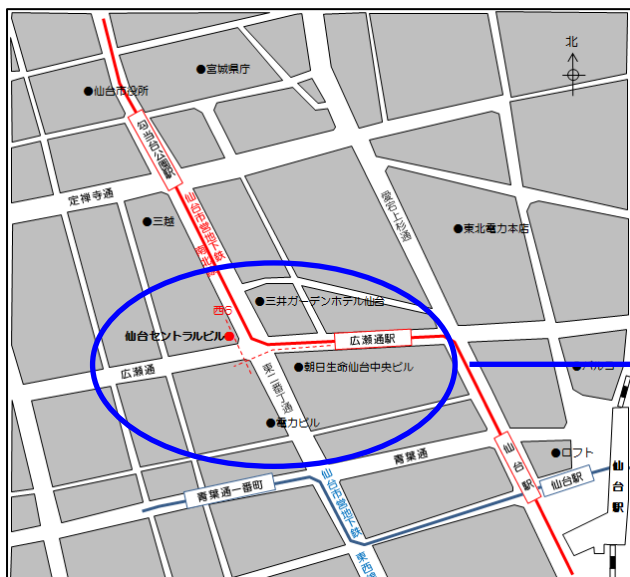 北
●宮城県庁
●仙台市役所
勾当台公園駅
定禅寺通
愛宕上杉通
●三越
仙台市営地下鉄
南北線
●東北電力本店
●三井ガーデンホテル仙台
西5
仙台セントラルビル●
広瀬通駅
広瀬通
●朝日生命仙台中央ビル
●パルコ
東二番丁通
●電力ビル
青葉通
仙台駅
●ロフト
仙台駅
仙台駅
青葉通一番町
仙台市営地下鉄
東西線